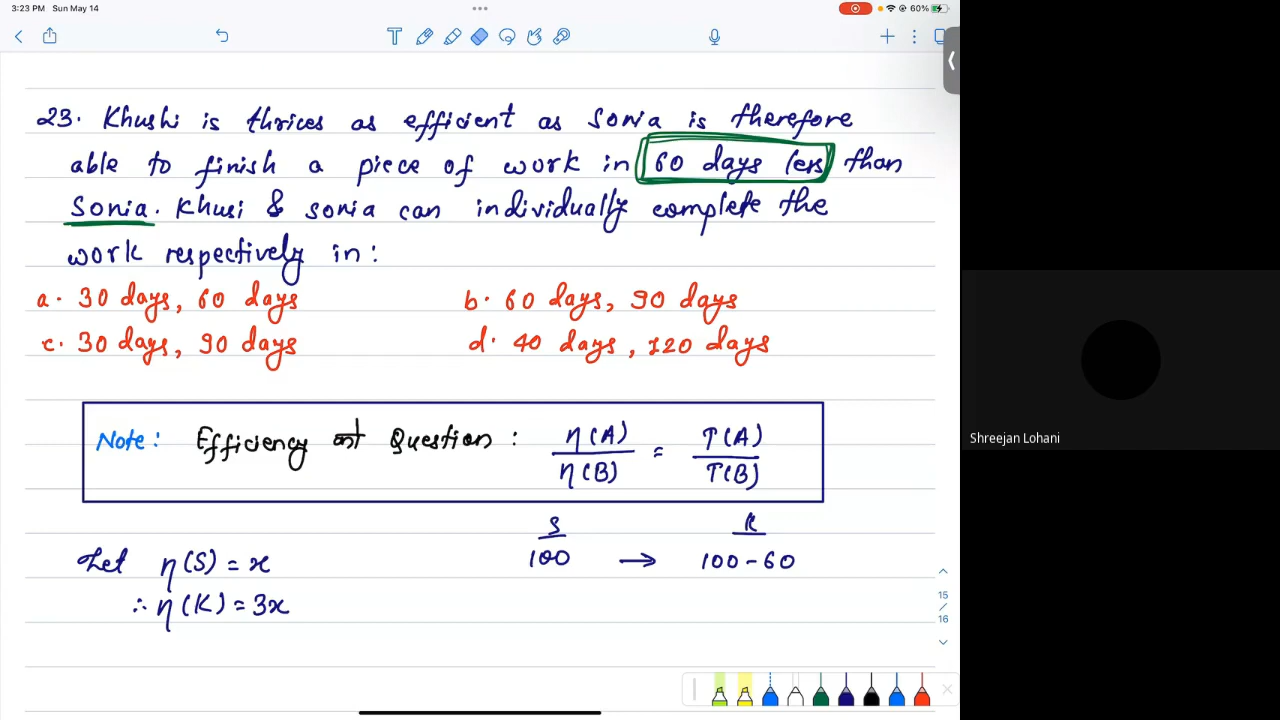 3:23 PM Sun May 14
60%
23. Khushi is thrices as efficient as Sonia is therefore
able to finish a piece of work in 60 days less than
Sonia. Khusi & sonia can individually complete the
work respectively in:
a. 30 days, 60 days b. 60 days, 90 days
c. 30 days, 90 days d. 40 days, 120 days
Note: Efficiency Question: η(A)/η(B) = T(A)/T(B)
S K
Let η(S) = x 100 → 100-60
∴ η(K) = 3x
15
/
16
Shreejan Lohani